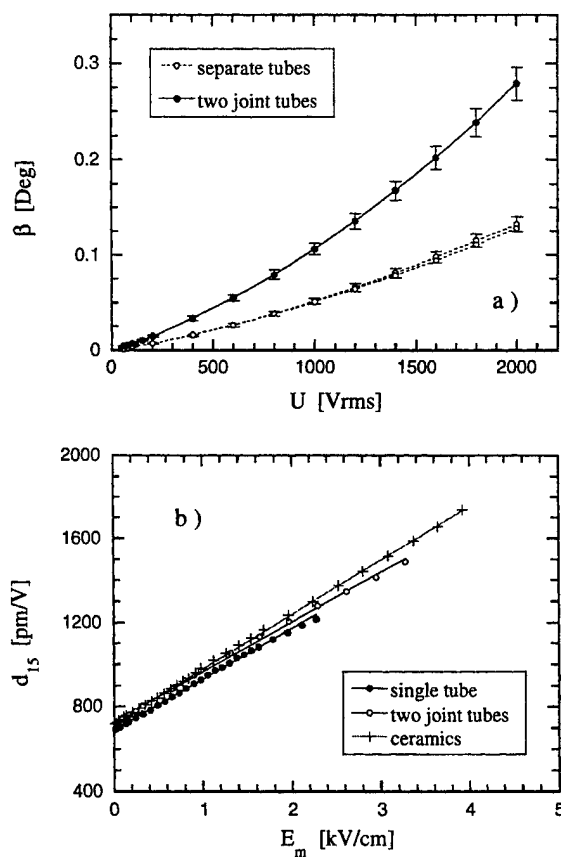 0.3
0.2
0.1
0
β [Deg]
separate tubes
two joint tubes
a )
0 500 1000 1500 2000
U [Vrms]
2000
1600
1200
800
400
d15 [pm/V]
b )
single tube
two joint tubes
ceramics
0 1 2 3 4 5
Em [kV/cm]